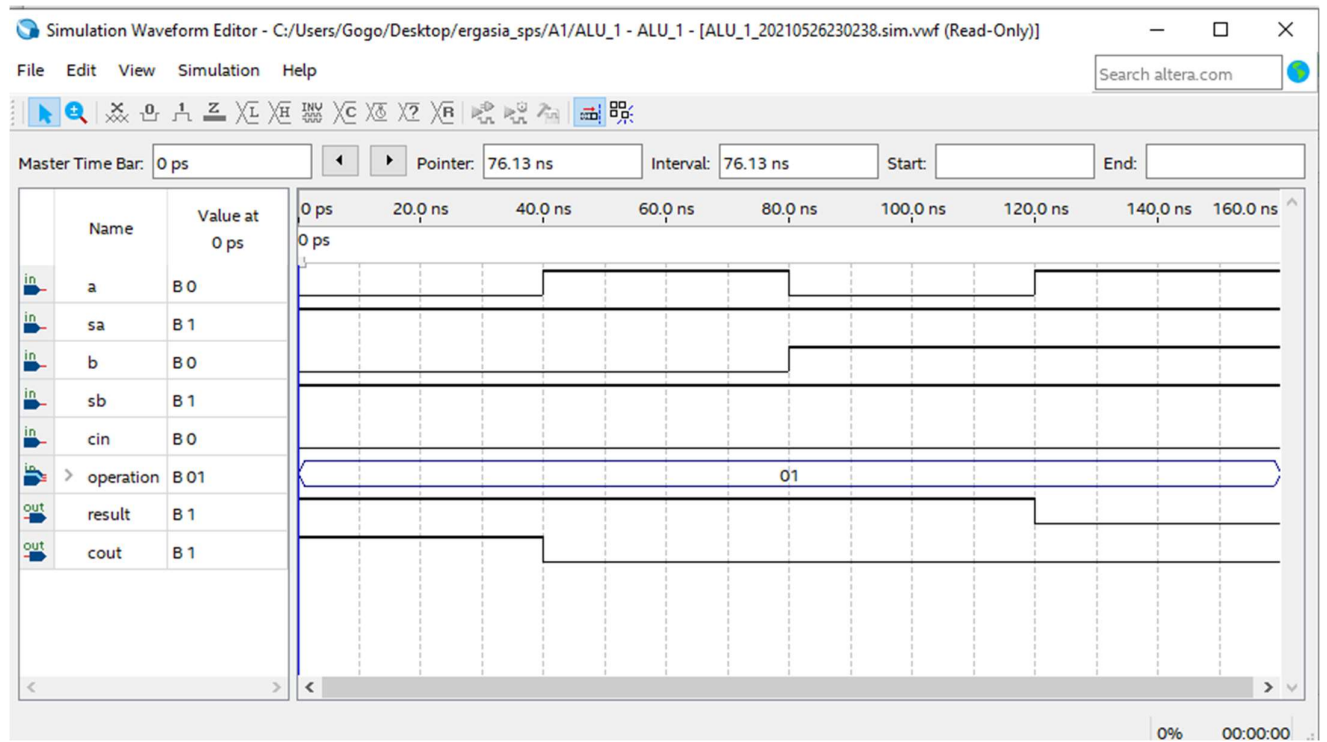 Simulation Waveform Editor - C:/Users/Gogo/Desktop/ergasia_sps/A1/ALU_1 - ALU_1 - [ALU_1_20210526230238.sim.vwf (Read-Only)]
File Edit View Simulation Help Search altera.com
Master Time Bar: 0 ps Pointer: 76.13 ns Interval: 76.13 ns Start: End:
Name Value at 0 ps
0 ps 20.0 ns 40.0 ns 60.0 ns 80.0 ns 100.0 ns 120.0 ns 140.0 ns 160.0 ns
0 ps
in a B 0
in sa B 1
in b B 0
in sb B 1
in cin B 0
in > operation B 01 01
out result B 1
out cout B 1
0% 00:00:00